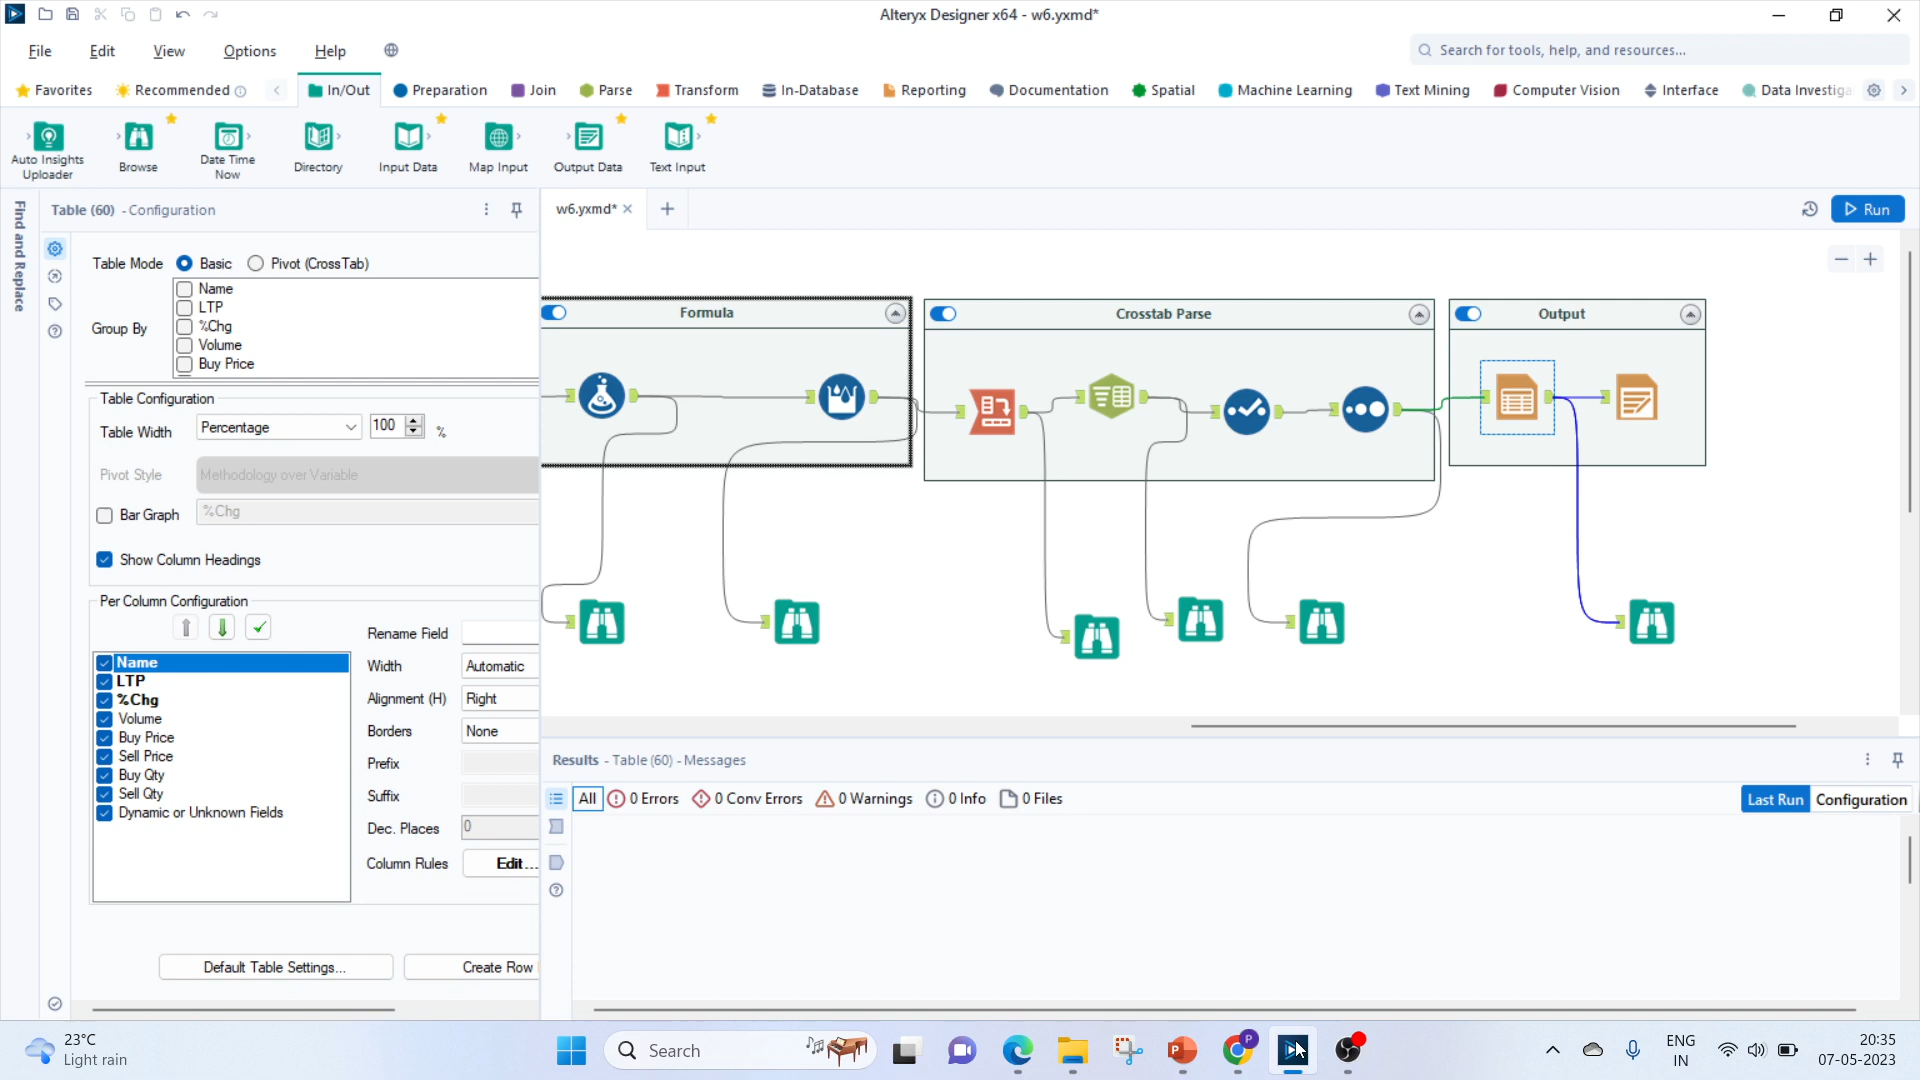 Alteryx Designer x64 - w6.yxmd*
File Edit View Options Help
Search for tools, help, and resources...
Favorites Recommended In/Out Preparation Join Parse Transform In-Database Reporting Documentation Spatial Machine Learning Text Mining Computer Vision Interface Data Investiga
Auto Insights Uploader
Browse
Date Time Now
Directory
Input Data
Map Input
Output Data
Text Input
Find and Replace
Table (60) - Configuration
w6.yxmd*
Run
Table Mode Basic Pivot (CrossTab)
Group By
Name
LTP
%Chg
Volume
Buy Price
Table Configuration
Table Width Percentage 100 %
Pivot Style Methodology over Variable
Bar Graph %Chg
Show Column Headings
Per Column Configuration
Name
LTP
%Chg
Volume
Buy Price
Sell Price
Buy Qty
Sell Qty
Dynamic or Unknown Fields
Rename Field
Width Automatic
Alignment (H) Right
Borders None
Prefix
Suffix
Dec. Places 0
Column Rules Edit...
Default Table Settings...
Create Row
Formula
Crosstab Parse
Output
Results - Table (60) - Messages
All 0 Errors 0 Conv Errors 0 Warnings 0 Info 0 Files
Last Run Configuration
23°C
Light rain
Search
P
ENG
IN
20:35
07-05-2023